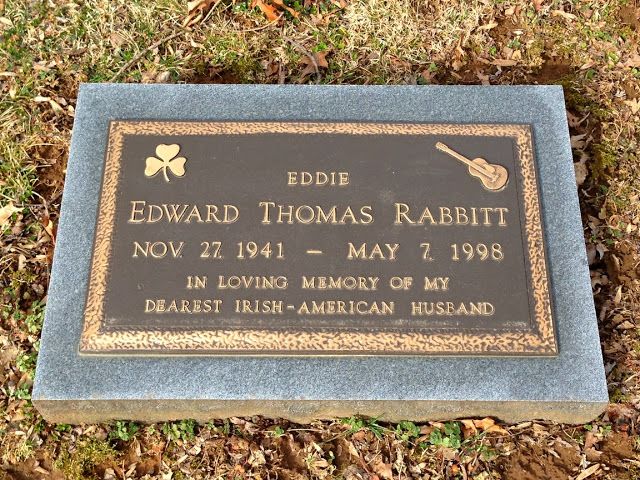 EDDIE
EDWARD THOMAS RABBITT
NOV. 27, 1941 – MAY 7, 1998
IN LOVING MEMORY OF MY
DEAREST IRISH-AMERICAN HUSBAND